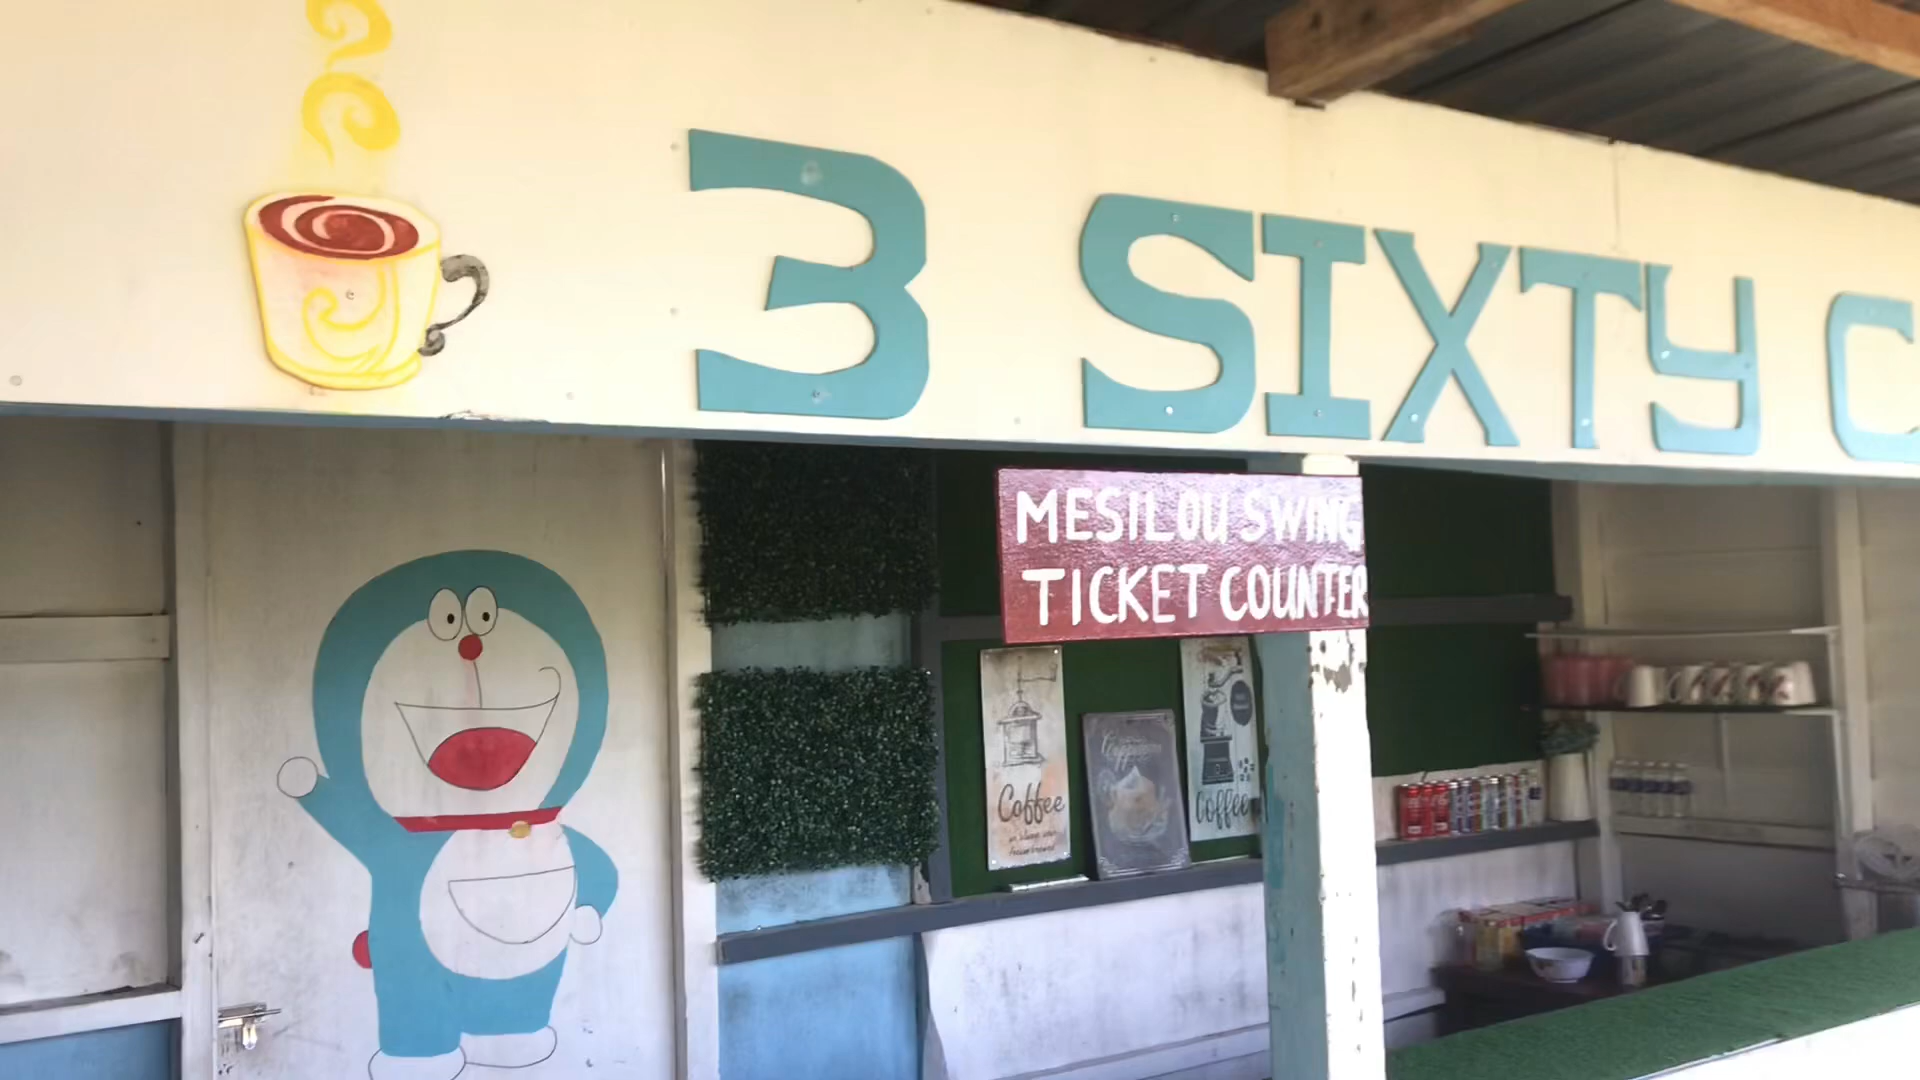 3 SIXTY C
MESILOU SWING
TICKET COUNTER
Coffee
Coffee